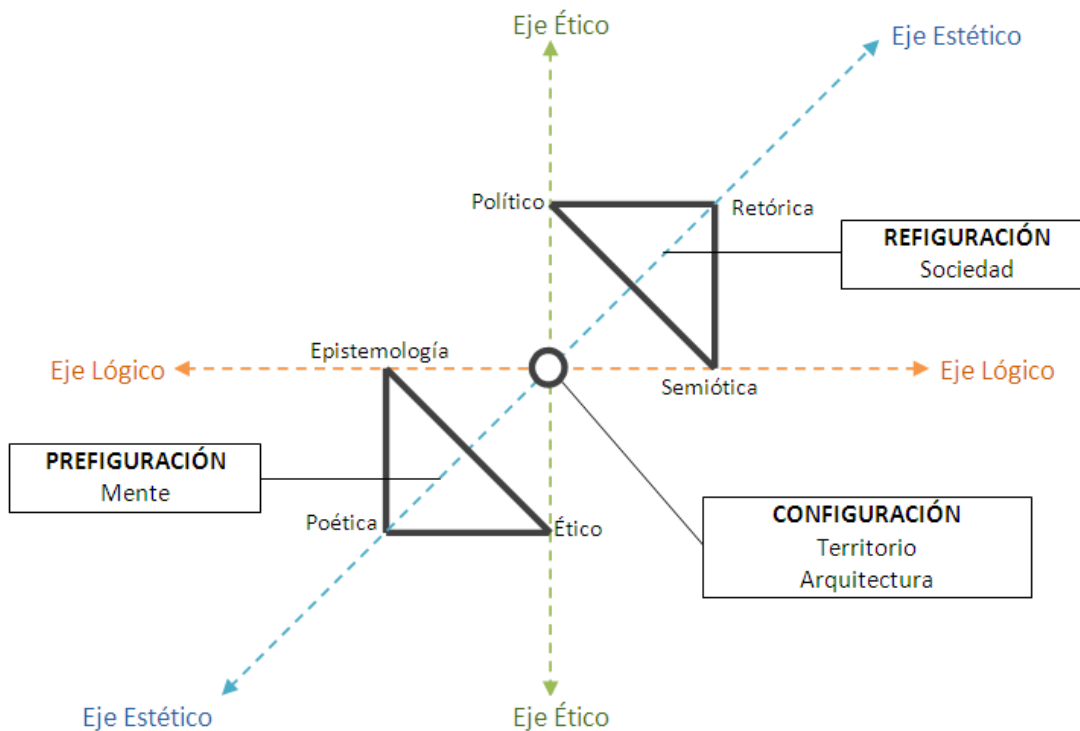 Eje Ético
Eje Estético
Político
Retórica
REFIGURACIÓN
Sociedad
Epistemología
Eje Lógico
Eje Lógico
Semiótica
PREFIGURACIÓN
Mente
Poética
Ético
CONFIGURACIÓN
Territorio
Arquitectura
Eje Estético
Eje Ético